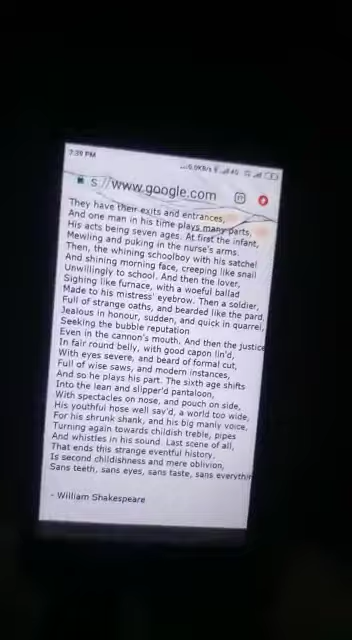 7:39 PM
4G
s://www.google.com
They have their exits and entrances,
And one man in his time plays many parts,
His acts being seven ages. At first the infant,
Mewling and puking in the nurse's arms.
Then, the whining schoolboy with his satchel
And shining morning face, creeping like snail
Unwillingly to school. And then the lover,
Sighing like furnace, with a woeful ballad
Made to his mistress' eyebrow. Then a soldier,
Full of strange oaths, and bearded like the pard,
Jealous in honour, sudden, and quick in quarrel,
Seeking the bubble reputation
Even in the cannon's mouth. And then the justice
In fair round belly, with good capon lin'd,
With eyes severe, and beard of formal cut,
Full of wise saws, and modern instances,
And so he plays his part. The sixth age shifts
Into the lean and slipper'd pantaloon,
With spectacles on nose, and pouch on side,
His youthful hose well sav'd, a world too wide,
For his shrunk shank, and his big manly voice,
Turning again towards childish treble, pipes
And whistles in his sound. Last scene of all,
That ends this strange eventful history,
Is second childishness and mere oblivion,
Sans teeth, sans eyes, sans taste, sans everythin
- William Shakespeare